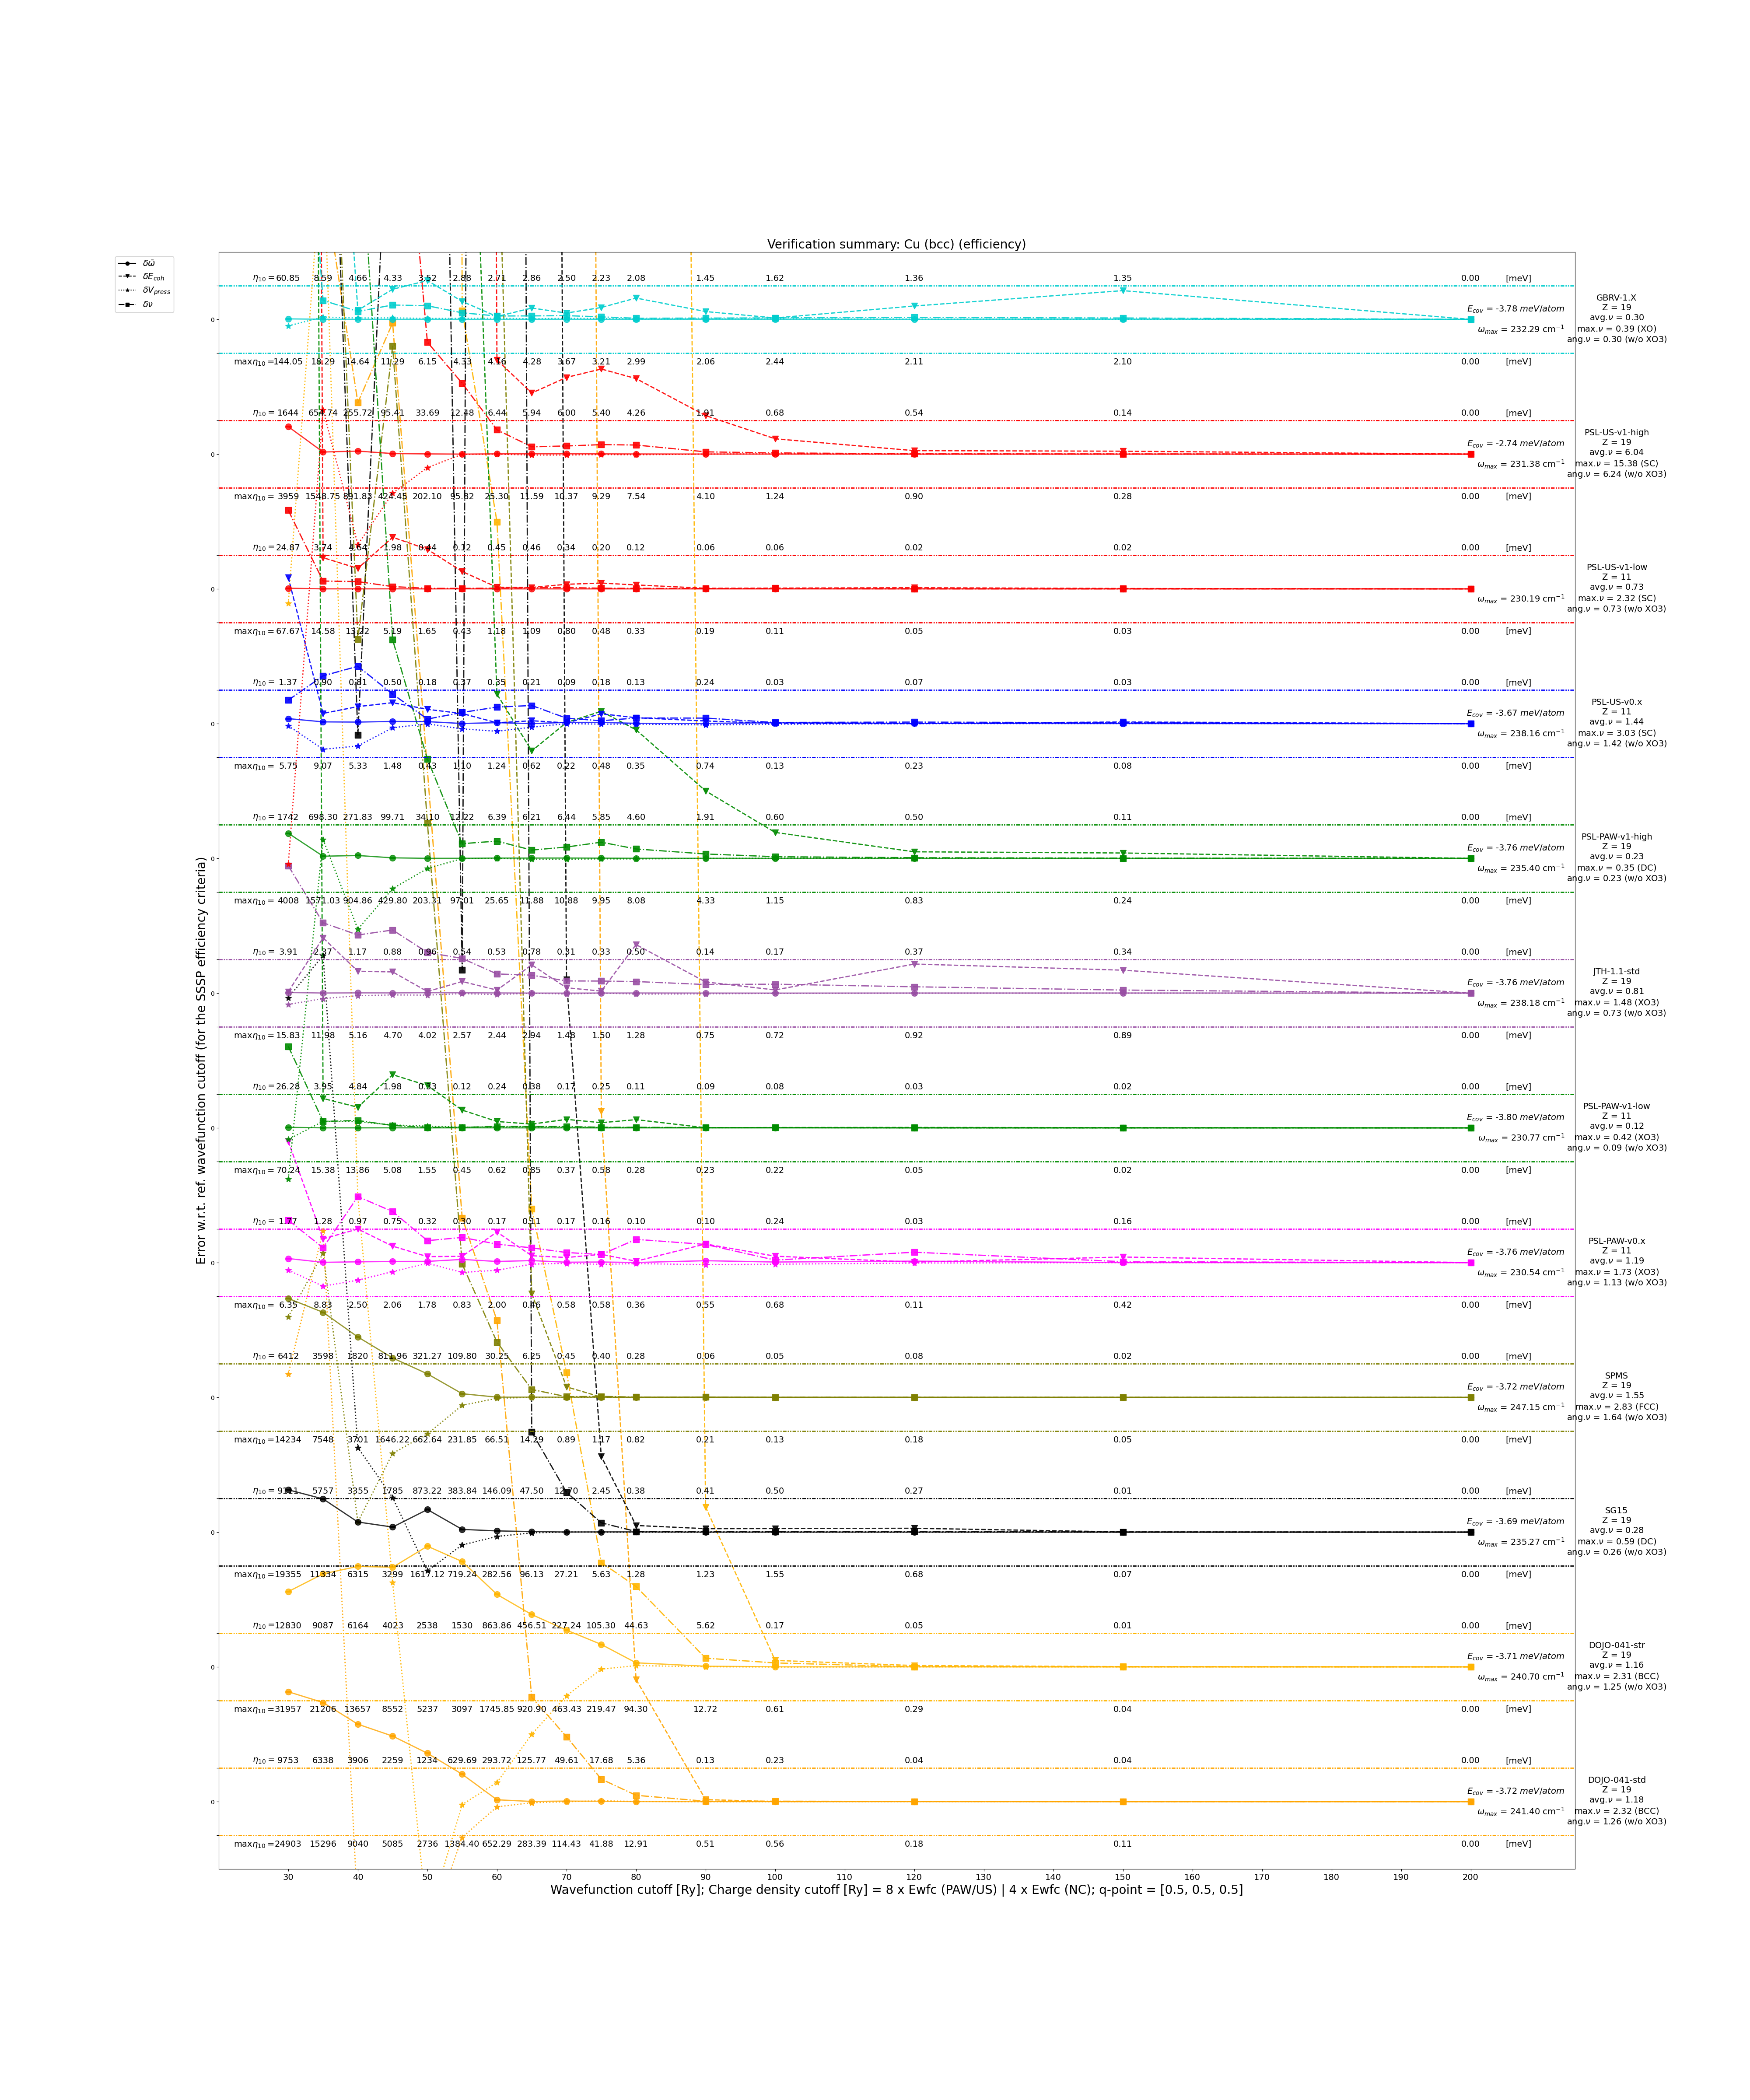 Verification summary: Cu (bcc) (efficiency)
δω̄
δE_coh
δV_press
δν
Error w.r.t. ref. wavefunction cutoff (for the SSSP efficiency criteria)
η₁₀ = 60.85 8.59 4.66 4.33 3.52 2.88 2.71 2.86 2.50 2.23 2.08 1.45 1.62 1.36 1.35 0.00 [meV]
0
E_cov = -3.78 meV/atom
ω_max = 232.29 cm⁻¹
GBRV-1.X
Z = 19
avg.ν = 0.30
max.ν = 0.39 (XO)
ang.ν = 0.30 (w/o XO3)
maxη₁₀ = 144.05 18.29 14.64 11.29 6.15 4.33 4.16 4.28 3.67 3.21 2.99 2.06 2.44 2.11 2.10 0.00 [meV]
η₁₀ = 1644 255.72 95.41 33.69 12.48 6.44 5.94 6.00 5.40 4.26 1.91 0.68 0.54 0.14 0.00 [meV]
0
E_cov = -2.74 meV/atom
ω_max = 231.38 cm⁻¹
PSL-US-v1-high
Z = 19
avg.ν = 6.04
max.ν = 15.38 (SC)
ang.ν = 6.24 (w/o XO3)
maxη₁₀ = 3959 1548.75 891.83 424.45 202.10 95.82 25.30 11.59 10.37 9.29 7.54 4.10 1.24 0.90 0.28 0.00 [meV]
η₁₀ = 24.87 3.74 4.64 1.98 0.44 0.12 0.45 0.46 0.34 0.20 0.12 0.06 0.06 0.02 0.02 0.00 [meV]
0
ω_max = 230.19 cm⁻¹
PSL-US-v1-low
Z = 11
avg.ν = 0.73
max.ν = 2.32 (SC)
ang.ν = 0.73 (w/o XO3)
maxη₁₀ = 67.67 14.58 13.22 5.19 1.65 0.43 1.18 1.09 0.80 0.48 0.33 0.19 0.11 0.05 0.03 0.00 [meV]
η₁₀ = 1.37 0.90 0.81 0.50 0.18 0.37 0.35 0.21 0.09 0.18 0.13 0.24 0.03 0.07 0.03 0.00 [meV]
0
E_cov = -3.67 meV/atom
ω_max = 238.16 cm⁻¹
PSL-US-v0.x
Z = 11
avg.ν = 1.44
max.ν = 3.03 (SC)
ang.ν = 1.42 (w/o XO3)
maxη₁₀ = 5.75 9.07 5.33 1.48 0.43 1.10 1.24 0.62 0.22 0.48 0.35 0.74 0.13 0.23 0.08 0.00 [meV]
η₁₀ = 1742 698.30 271.83 99.71 34.10 12.22 6.39 6.21 6.44 5.85 4.60 1.91 0.60 0.50 0.11 0.00 [meV]
0
E_cov = -3.76 meV/atom
ω_max = 235.40 cm⁻¹
PSL-PAW-v1-high
Z = 19
avg.ν = 0.23
max.ν = 0.35 (DC)
ang.ν = 0.23 (w/o XO3)
maxη₁₀ = 4008 1571.03 904.86 429.80 203.31 97.01 25.65 11.88 10.88 9.95 8.08 4.33 1.15 0.83 0.24 0.00 [meV]
η₁₀ = 3.91 2.37 1.17 0.88 0.96 0.54 0.53 0.78 0.31 0.33 0.50 0.14 0.17 0.37 0.34 0.00 [meV]
0
E_cov = -3.76 meV/atom
ω_max = 238.18 cm⁻¹
JTH-1.1-std
Z = 19
avg.ν = 0.81
max.ν = 1.48 (XO3)
ang.ν = 0.73 (w/o XO3)
maxη₁₀ = 15.83 11.98 5.16 4.70 4.02 2.57 2.44 2.94 1.43 1.50 1.28 0.75 0.72 0.92 0.89 0.00 [meV]
η₁₀ = 26.28 3.95 4.84 1.98 0.12 0.24 0.38 0.17 0.25 0.11 0.09 0.08 0.03 0.02 0.00 [meV]
0
E_cov = -3.80 meV/atom
ω_max = 230.77 cm⁻¹
PSL-PAW-v1-low
Z = 11
avg.ν = 0.12
max.ν = 0.42 (XO3)
ang.ν = 0.09 (w/o XO3)
maxη₁₀ = 70.24 15.38 13.86 5.08 1.55 0.45 0.62 0.85 0.37 0.58 0.28 0.23 0.22 0.05 0.02 0.00 [meV]
η₁₀ = 1.28 0.97 0.75 0.32 0.30 0.17 0.11 0.17 0.16 0.10 0.10 0.24 0.03 0.16 0.00 [meV]
0
E_cov = -3.76 meV/atom
ω_max = 230.54 cm⁻¹
PSL-PAW-v0.x
Z = 11
avg.ν = 1.19
max.ν = 1.73 (XO3)
ang.ν = 1.13 (w/o XO3)
maxη₁₀ = 6.35 8.83 2.50 2.06 1.78 0.83 2.00 0.46 0.58 0.58 0.36 0.55 0.68 0.11 0.42 0.00 [meV]
η₁₀ = 6412 3598 1820 811.96 321.27 109.80 30.25 6.25 0.45 0.40 0.28 0.06 0.05 0.08 0.02 0.00 [meV]
0
E_cov = -3.72 meV/atom
ω_max = 247.15 cm⁻¹
SPMS
Z = 19
avg.ν = 1.55
max.ν = 2.83 (FCC)
ang.ν = 1.64 (w/o XO3)
maxη₁₀ = 14234 7548 3701 1646.22 662.64 231.85 66.51 14.29 0.89 1.17 0.82 0.21 0.13 0.18 0.05 0.00 [meV]
η₁₀ = 5757 3355 1785 873.22 383.84 146.09 47.50 12.70 2.45 0.38 0.41 0.50 0.27 0.01 0.00 [meV]
0
E_cov = -3.69 meV/atom
ω_max = 235.27 cm⁻¹
SG15
Z = 19
avg.ν = 0.28
max.ν = 0.59 (DC)
ang.ν = 0.26 (w/o XO3)
maxη₁₀ = 19355 11334 6315 3299 1617.12 719.24 282.56 96.13 27.21 5.63 1.28 1.23 1.55 0.68 0.07 0.00 [meV]
η₁₀ = 12830 9087 6164 4023 2538 1530 863.86 456.51 227.24 105.30 44.63 5.62 0.17 0.05 0.01 0.00 [meV]
0
E_cov = -3.71 meV/atom
ω_max = 240.70 cm⁻¹
DOJO-041-str
Z = 19
avg.ν = 1.16
max.ν = 2.31 (BCC)
ang.ν = 1.25 (w/o XO3)
maxη₁₀ = 31957 21206 13657 8552 5237 3097 1745.85 920.90 463.43 219.47 94.30 12.72 0.61 0.29 0.04 0.00 [meV]
η₁₀ = 9753 6338 3906 2259 1234 629.69 293.72 125.77 49.61 17.68 5.36 0.13 0.23 0.04 0.04 0.00 [meV]
0
E_cov = -3.72 meV/atom
ω_max = 241.40 cm⁻¹
DOJO-041-std
Z = 19
avg.ν = 1.18
max.ν = 2.32 (BCC)
ang.ν = 1.26 (w/o XO3)
maxη₁₀ = 24903 15296 9040 5085 2736 1384.40 652.29 283.39 114.43 41.88 12.91 0.51 0.56 0.18 0.11 0.00 [meV]
30 40 50 60 70 80 90 100 110 120 130 140 150 160 170 180 190 200
Wavefunction cutoff [Ry]; Charge density cutoff [Ry] = 8 x Ewfc (PAW/US) | 4 x Ewfc (NC); q-point = [0.5, 0.5, 0.5]